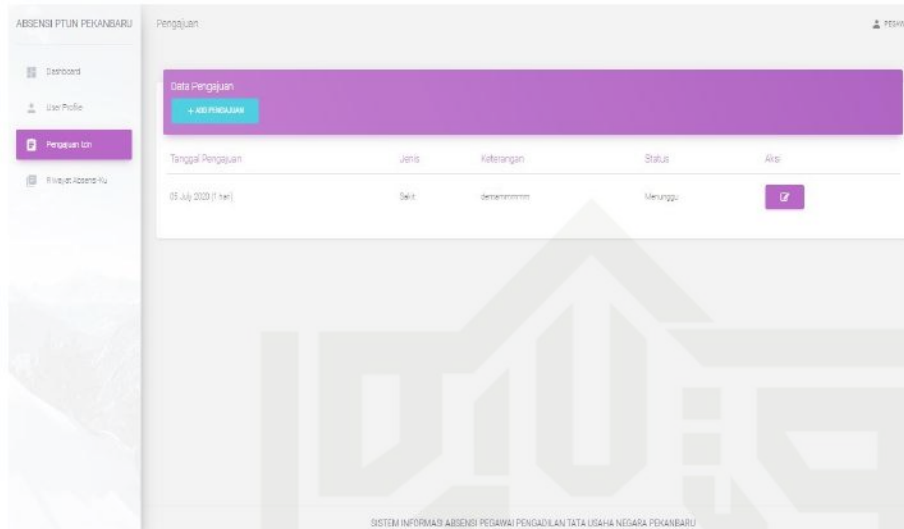 ABSENSI PTUN PEKANBARU
Pengajuan
PEGAW
Dashboard
User Profile
Pengajuan Izin
Riwayat Absensi-Ku
Data Pengajuan
+ ADD PENGAJUAN
Tanggal Pengajuan Jenis Keterangan Status Aksi
05 July 2020 (1 hari) Sakit Menunggu
SISTEM INFORMASI ABSENSI PEGAWAI PENGADILAN TATA USAHA NEGARA PEKANBARU